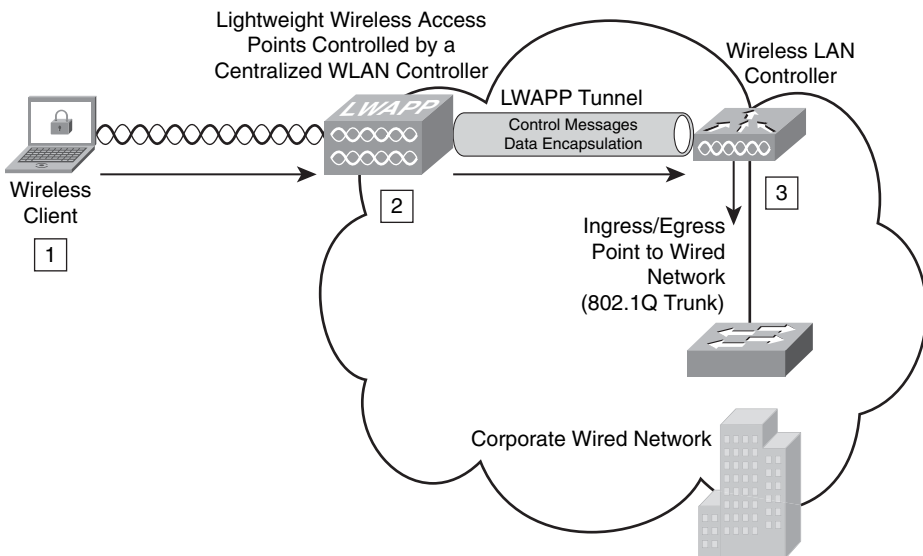 Lightweight Wireless Access
Points Controlled by a
Centralized WLAN Controller
Wireless LAN
Controller
LWAPP
LWAPP Tunnel
Control Messages
Data Encapsulation
Wireless
Client
1
2
3
Ingress/Egress
Point to Wired
Network
(802.1Q Trunk)
Corporate Wired Network